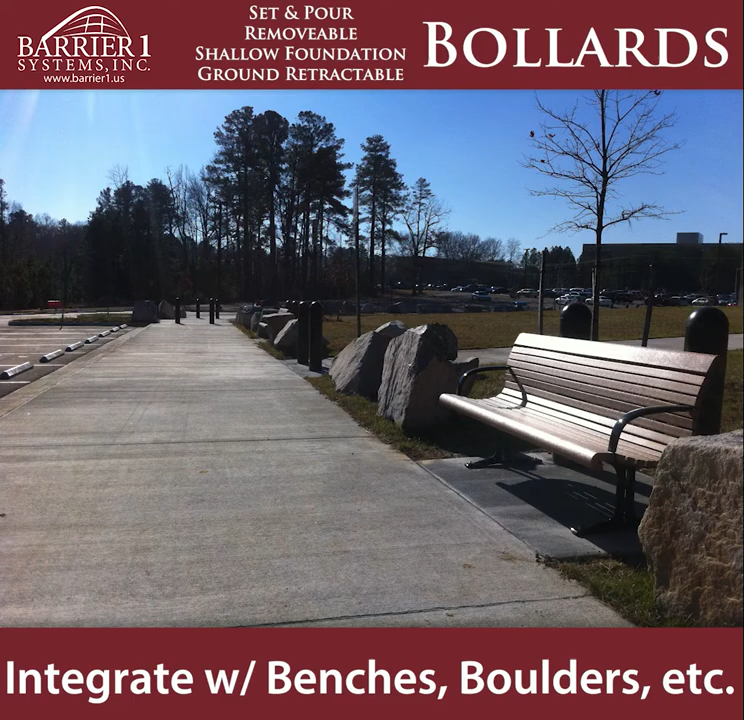 BARRIER1
SYSTEMS, INC.
www.barrier1.us
SET & POUR
REMOVEABLE
SHALLOW FOUNDATION
GROUND RETRACTABLE
BOLLARDS
Integrate w/ Benches, Boulders, etc.